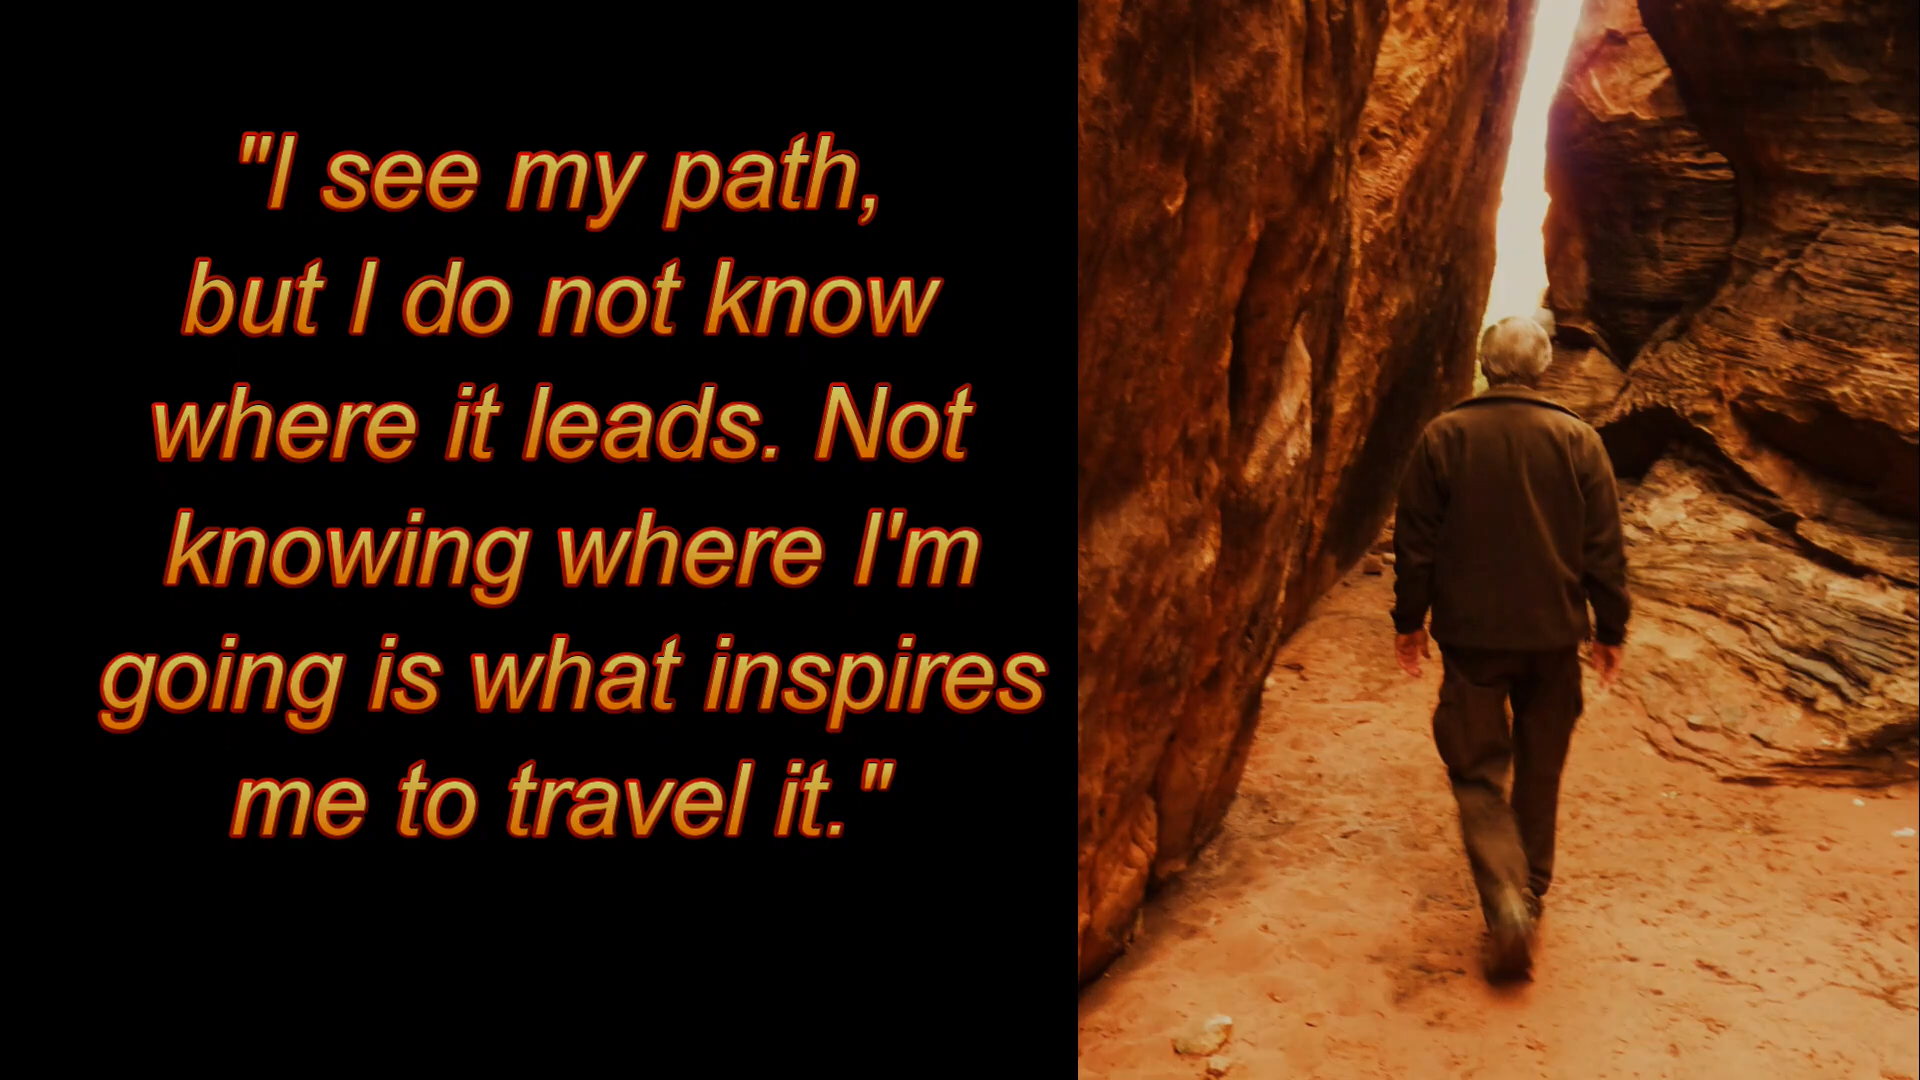 "I see my path,
but I do not know
where it leads. Not
knowing where I'm
going is what inspires
me to travel it."